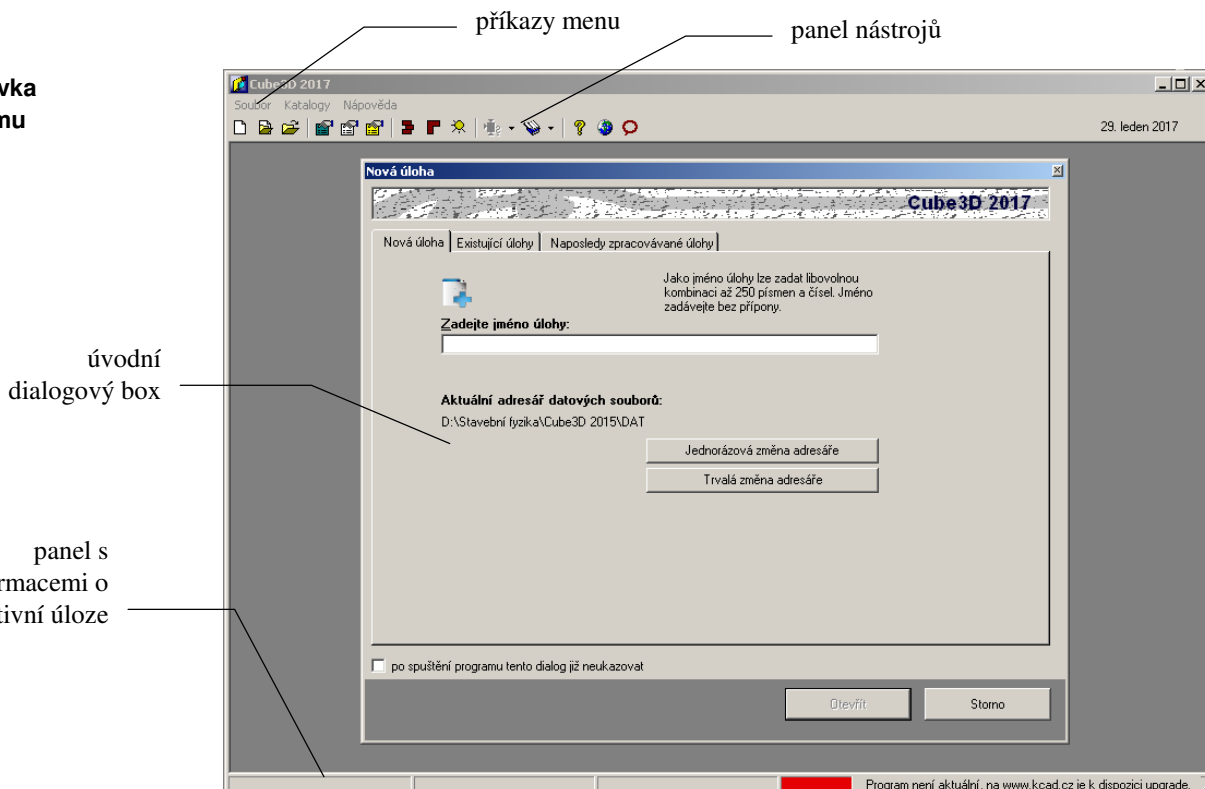 příkazy menu
panel nástrojů
Cube3D 2017
Soubor Katalogy Nápověda
29. leden 2017
Nová úloha
Cube3D 2017
Nová úloha Existující úlohy Naposledy zpracovávané úlohy
Jako jméno úlohy lze zadat libovolnou
kombinaci až 250 písmen a čísel. Jméno
zadávejte bez přípony.
Zadejte jméno úlohy:
úvodní
dialogový box
Aktuální adresář datových souborů:
D:\Stavební fyzika\Cube3D 2015\DAT
Jednorázová změna adresáře
Trvalá změna adresáře
panel s
rmacemi o
tivní úloze
po spuštění programu tento dialog již neukazovat
Otevřít Storno
Program není aktuální, na www.kcad.cz je k dispozici upgrade.
vka
mu